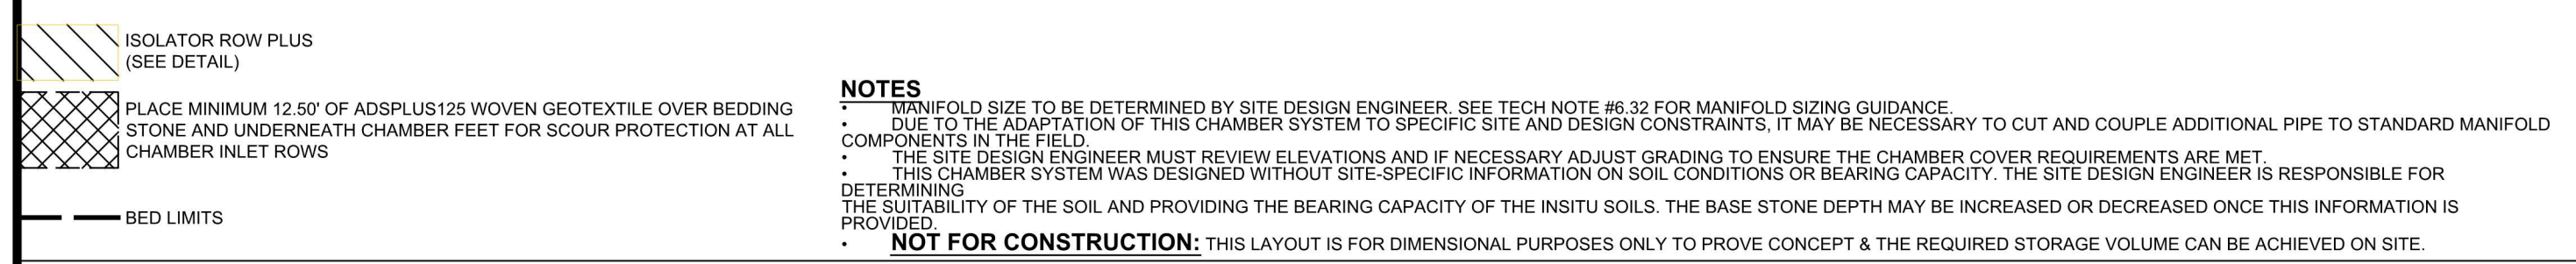 ISOLATOR ROW PLUS
(SEE DETAIL)
PLACE MINIMUM 12.50' OF ADSPLUS125 WOVEN GEOTEXTILE OVER BEDDING
STONE AND UNDERNEATH CHAMBER FEET FOR SCOUR PROTECTION AT ALL
CHAMBER INLET ROWS
BED LIMITS
NOTES
• MANIFOLD SIZE TO BE DETERMINED BY SITE DESIGN ENGINEER. SEE TECH NOTE #6.32 FOR MANIFOLD SIZING GUIDANCE.
• DUE TO THE ADAPTATION OF THIS CHAMBER SYSTEM TO SPECIFIC SITE AND DESIGN CONSTRAINTS, IT MAY BE NECESSARY TO CUT AND COUPLE ADDITIONAL PIPE TO STANDARD MANIFOLD
COMPONENTS IN THE FIELD.
• THE SITE DESIGN ENGINEER MUST REVIEW ELEVATIONS AND IF NECESSARY ADJUST GRADING TO ENSURE THE CHAMBER COVER REQUIREMENTS ARE MET.
• THIS CHAMBER SYSTEM WAS DESIGNED WITHOUT SITE-SPECIFIC INFORMATION ON SOIL CONDITIONS OR BEARING CAPACITY. THE SITE DESIGN ENGINEER IS RESPONSIBLE FOR
DETERMINING
THE SUITABILITY OF THE SOIL AND PROVIDING THE BEARING CAPACITY OF THE INSITU SOILS. THE BASE STONE DEPTH MAY BE INCREASED OR DECREASED ONCE THIS INFORMATION IS
PROVIDED.
• NOT FOR CONSTRUCTION: THIS LAYOUT IS FOR DIMENSIONAL PURPOSES ONLY TO PROVE CONCEPT & THE REQUIRED STORAGE VOLUME CAN BE ACHIEVED ON SITE.